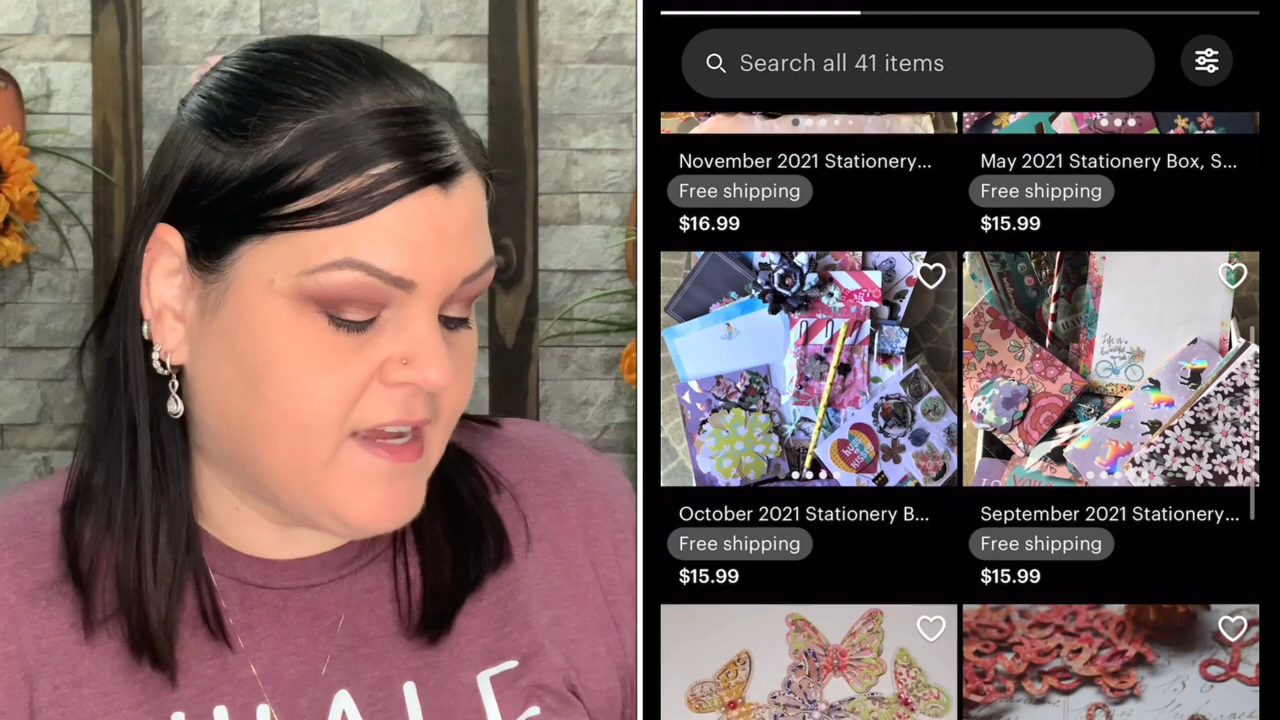 Search all 41 items
November 2021 Stationery...
May 2021 Stationery Box, S...
Free shipping
Free shipping
$16.99
$15.99
October 2021 Stationery B...
September 2021 Stationery...
Free shipping
Free shipping
$15.99
$15.99